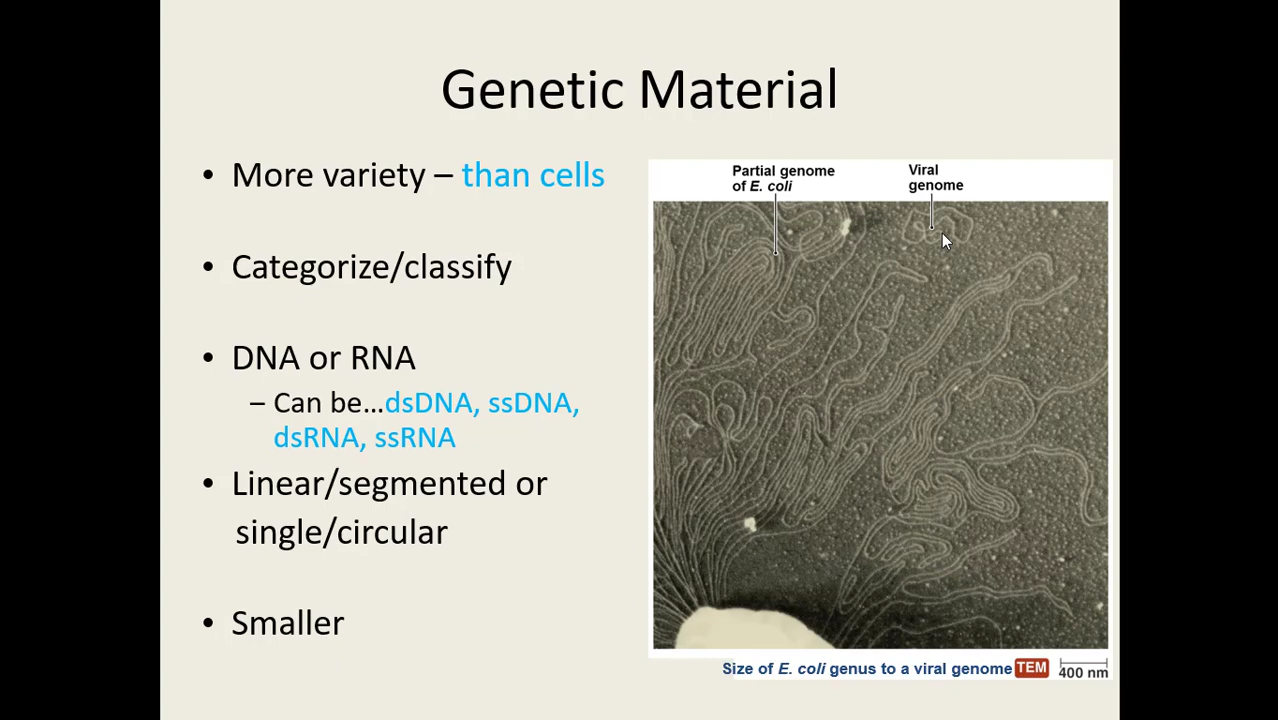 Genetic Material
• More variety – than cells
• Categorize/classify
• DNA or RNA
– Can be…dsDNA, ssDNA,
dsRNA, ssRNA
• Linear/segmented or
single/circular
• Smaller
Partial genome
of E. coli
Viral
genome
Size of E. coli genus to a viral genome TEM
400 nm